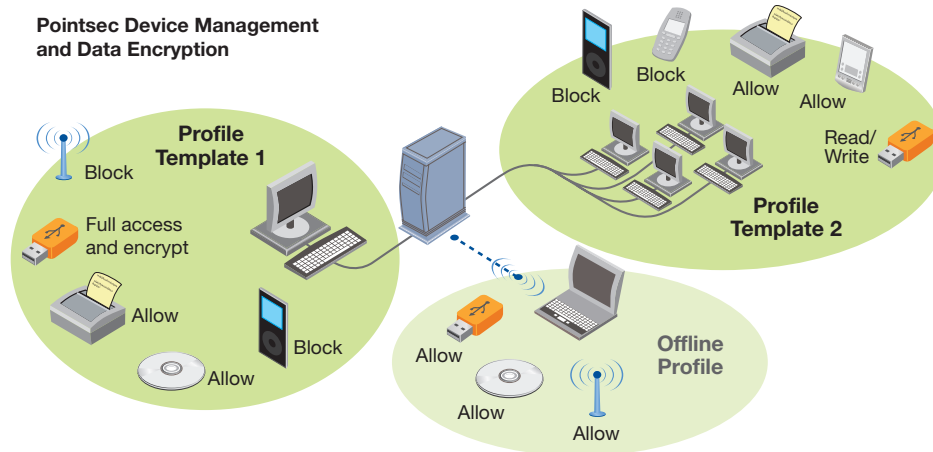 Pointsec Device Management
and Data Encryption
Profile
Template 1
Block
Full access
and encrypt
Allow
Allow
Block
Block
Block
Allow
Allow
Read/
Write
Profile
Template 2
Offline
Profile
Allow
Allow
Allow